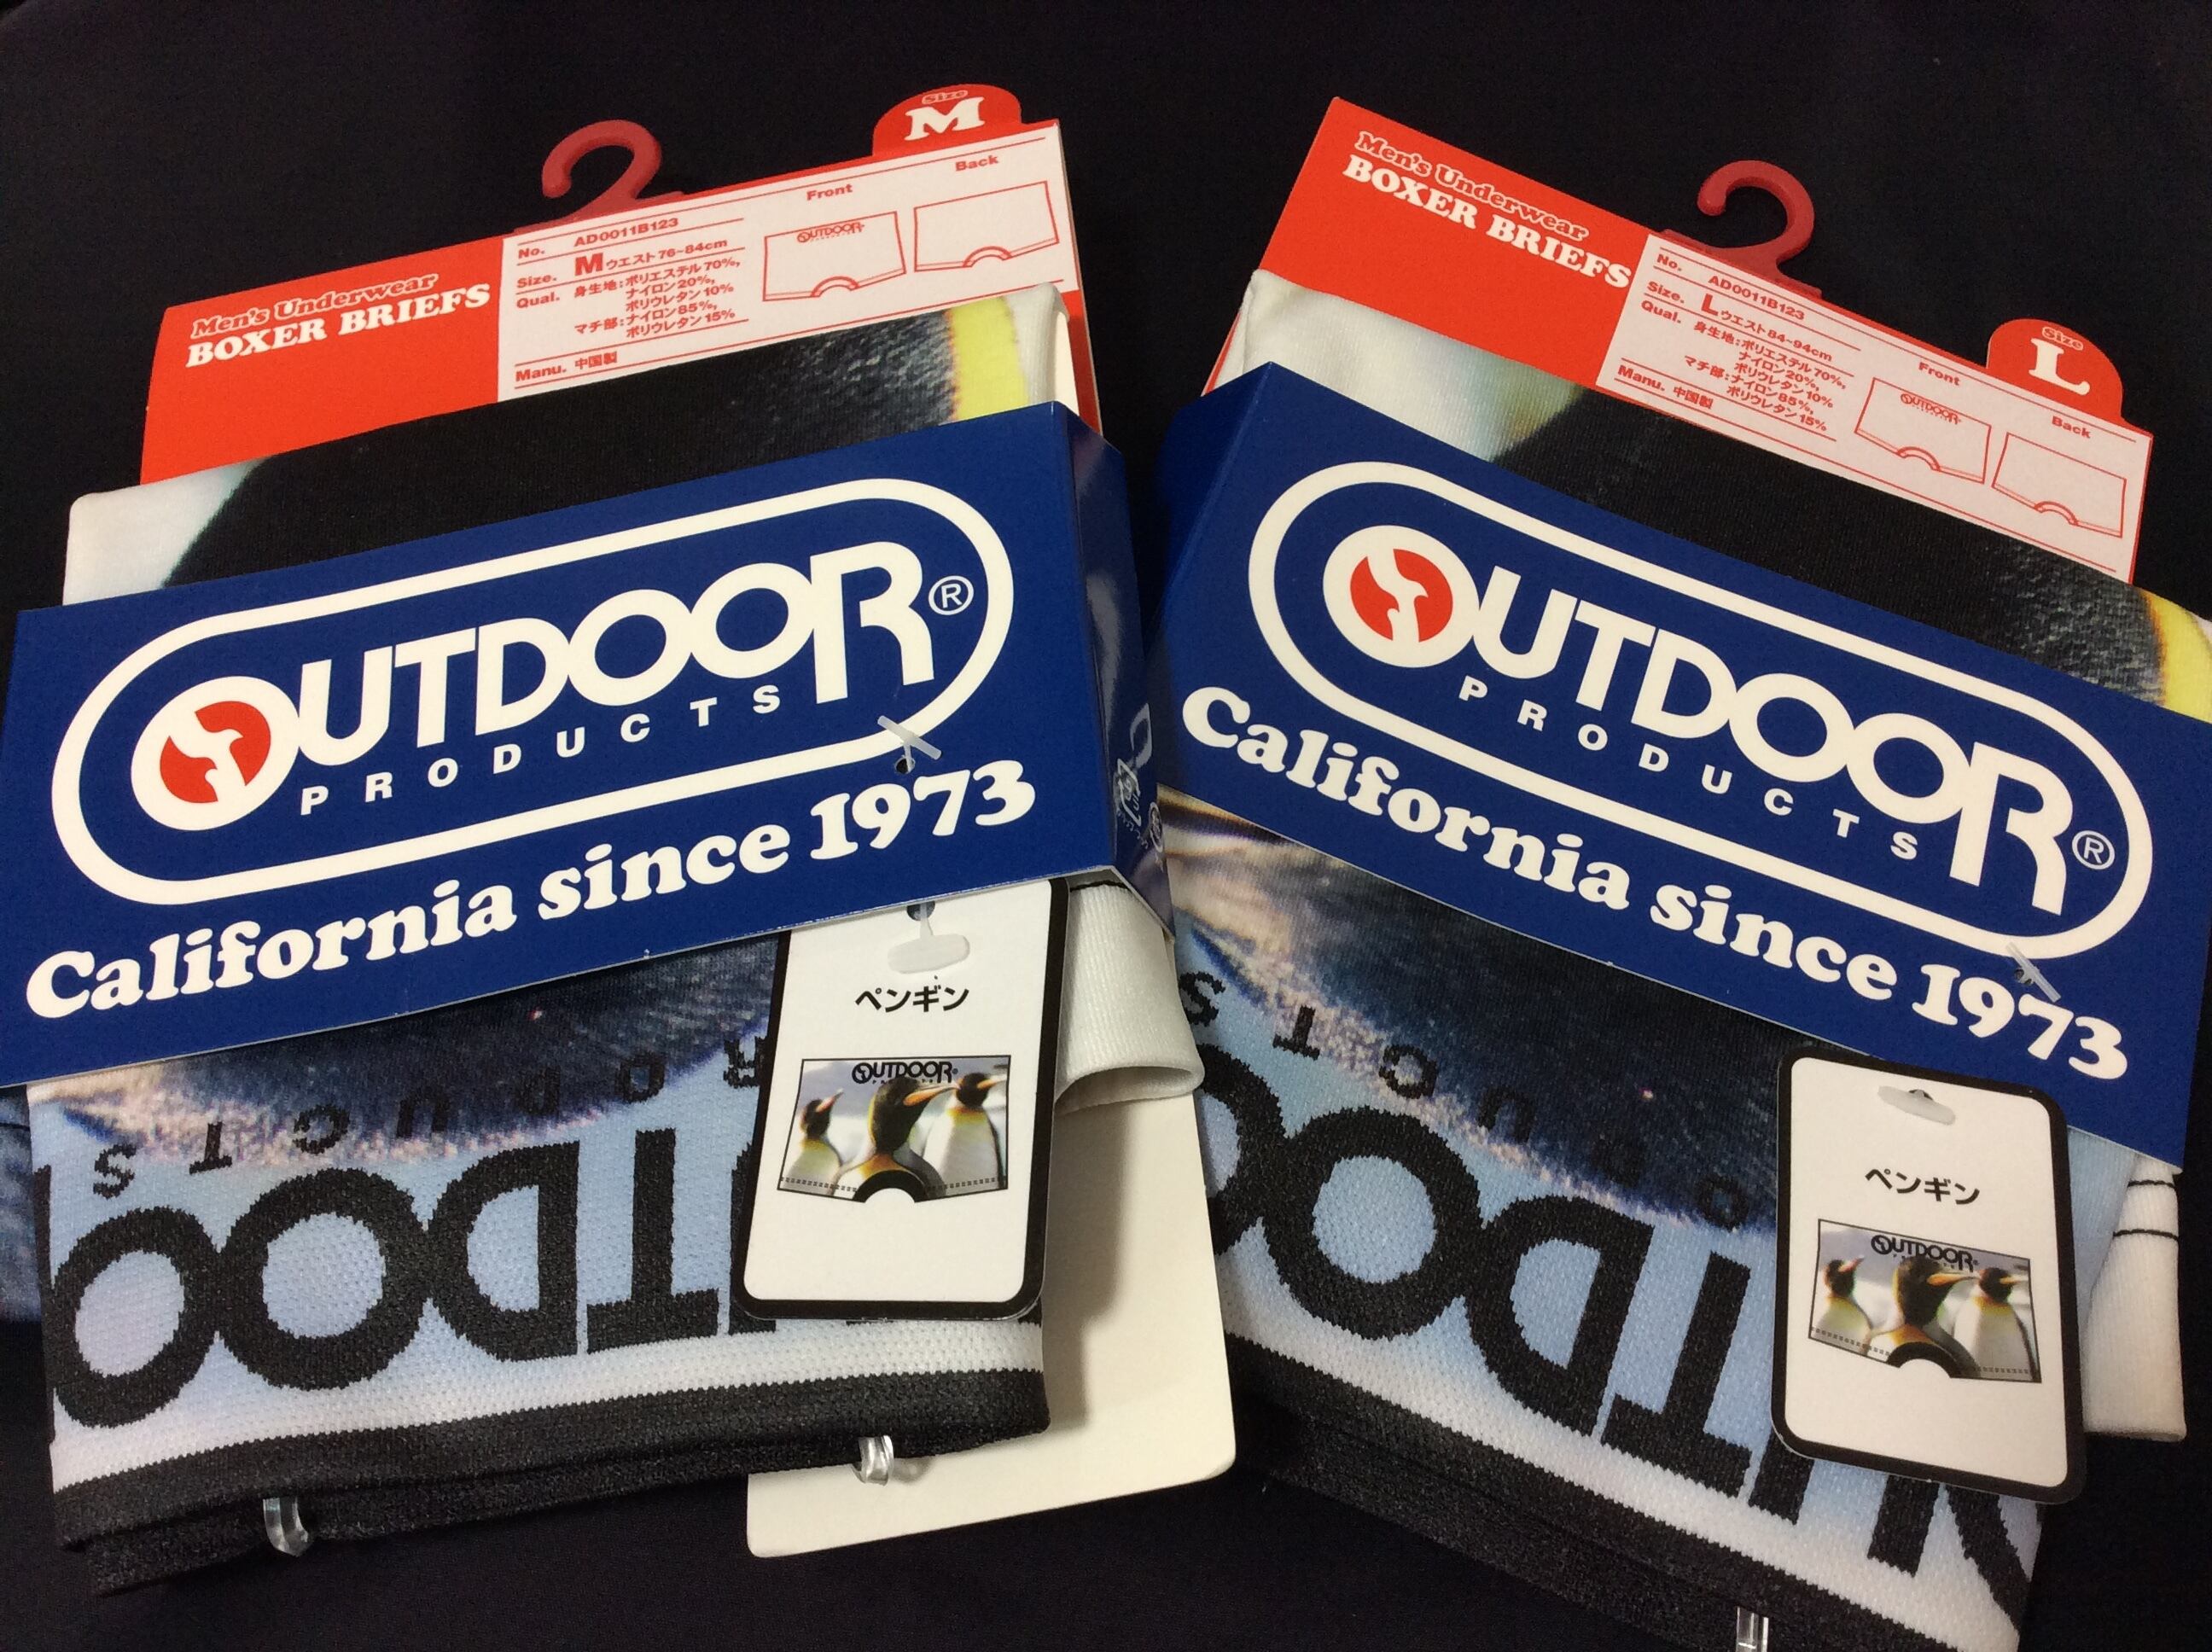 Size
M
Men's Underwear
BOXER BRIEFS
No. AD0011B123
Size. Mウエスト76~84cm
Qual. 身生地:ポリエステル70%,
ナイロン20%,
ポリウレタン10%
マチ部:ナイロン85%,
ポリウレタン15%
Manu. 中国製
Front
Back
OUTDOOR
OUTDOOR®
PRODUCTS
California since 1973
ペンギン
OUTDOOR®
PRODUCTS
R O D U C T S
TDOO
Men's Underwear
BOXER BRIEFS
No. AD0011B123
Size. Lウエスト84~94cm
Qual. 身生地:ポリエステル70%,
ナイロン20%,
ポリウレタン10%
マチ部:ナイロン85%,
ポリウレタン15%
Manu. 中国製
Front
Back
OUTDOOR
Size
L
OUTDOOR®
PRODUCTS
California since 1973
ペンギン
OUTDOOR®
O D U C T S
UTDOO